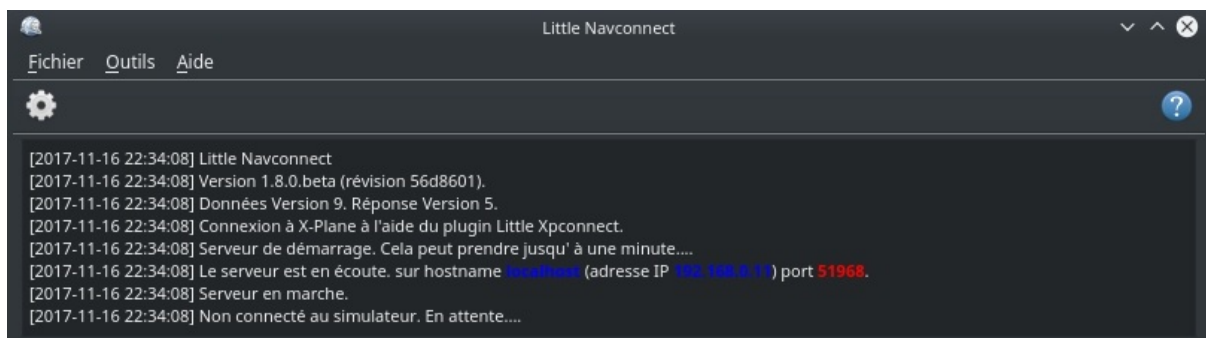 Little Navconnect
Fichier Outils Aide
?
[2017-11-16 22:34:08] Little Navconnect
[2017-11-16 22:34:08] Version 1.8.0.beta (révision 56d8601).
[2017-11-16 22:34:08] Données Version 9. Réponse Version 5.
[2017-11-16 22:34:08] Connexion à X-Plane à l'aide du plugin Little Xpconnect.
[2017-11-16 22:34:08] Serveur de démarrage. Cela peut prendre jusqu' à une minute....
[2017-11-16 22:34:08] Le serveur est en écoute. sur hostname localhost (adresse IP 192.168.0.11) port 51968.
[2017-11-16 22:34:08] Serveur en marche.
[2017-11-16 22:34:08] Non connecté au simulateur. En attente....